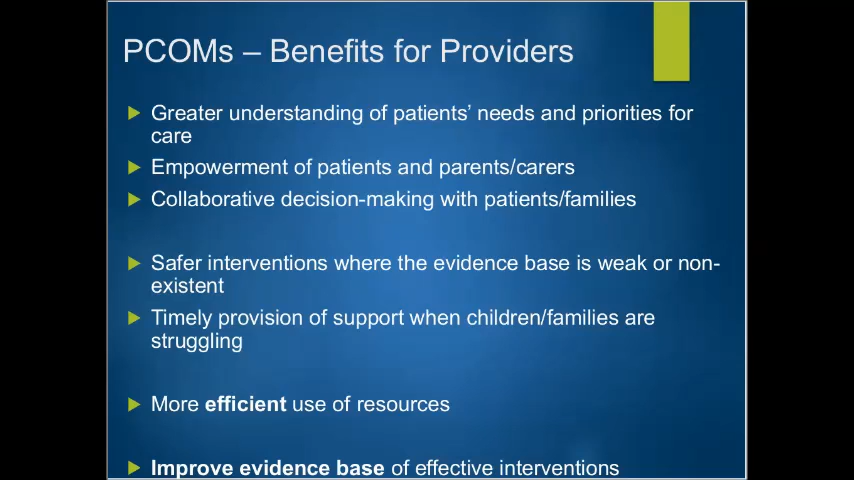 PCOMs – Benefits for Providers
Greater understanding of patients’ needs and priorities for
care
Empowerment of patients and parents/carers
Collaborative decision-making with patients/families
Safer interventions where the evidence base is weak or non-
existent
Timely provision of support when children/families are
struggling
More efficient use of resources
Improve evidence base of effective interventions